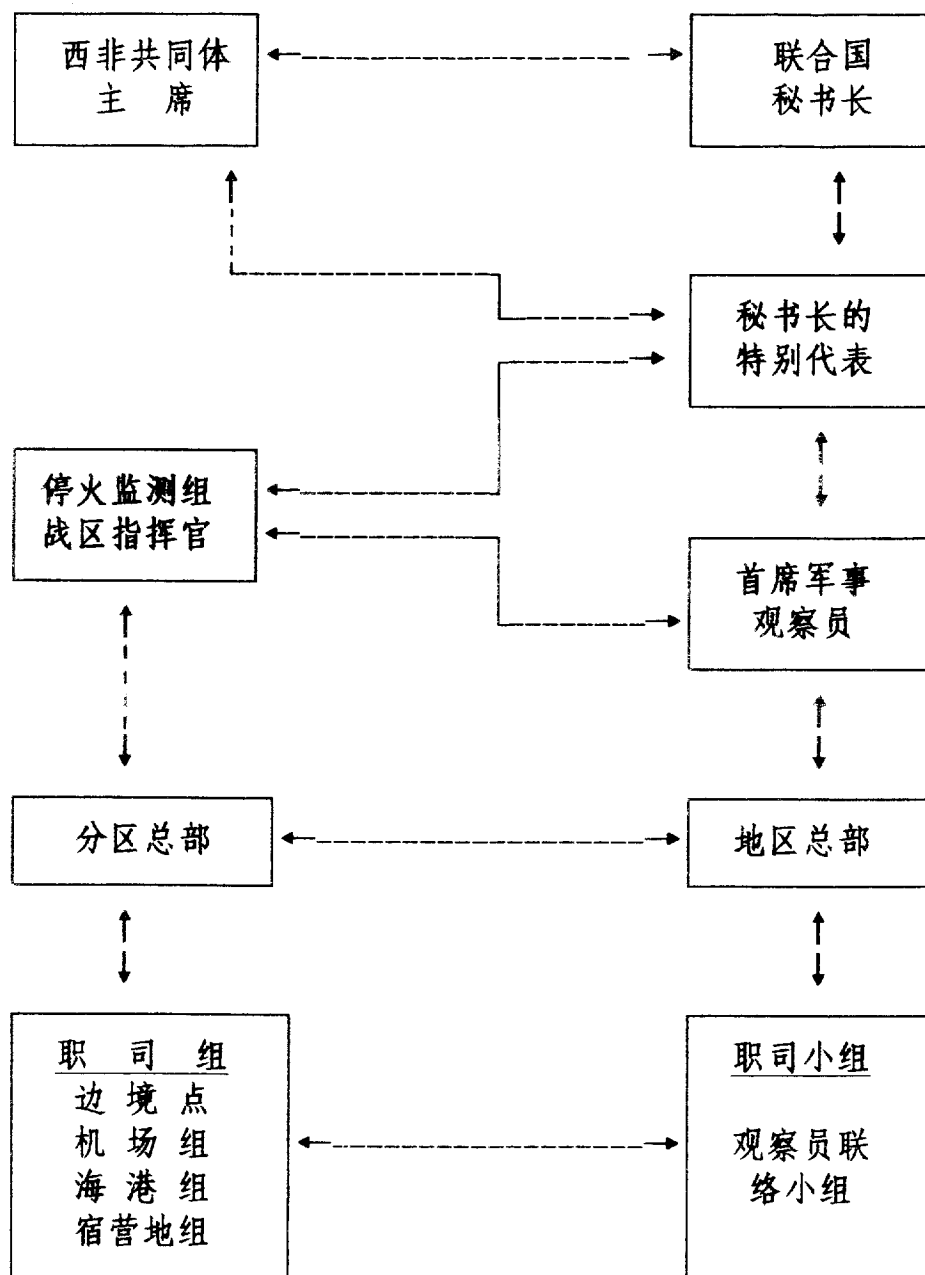 西非共同体
主 席
联合国
秘书长
秘书长的
特别代表
停火监测组
战区指挥官
首席军事
观察员
分区总部
地区总部
职 司 组
边 境 点
机 场 组
海 港 组
宿营地组
职司小组
观察员联
络小组